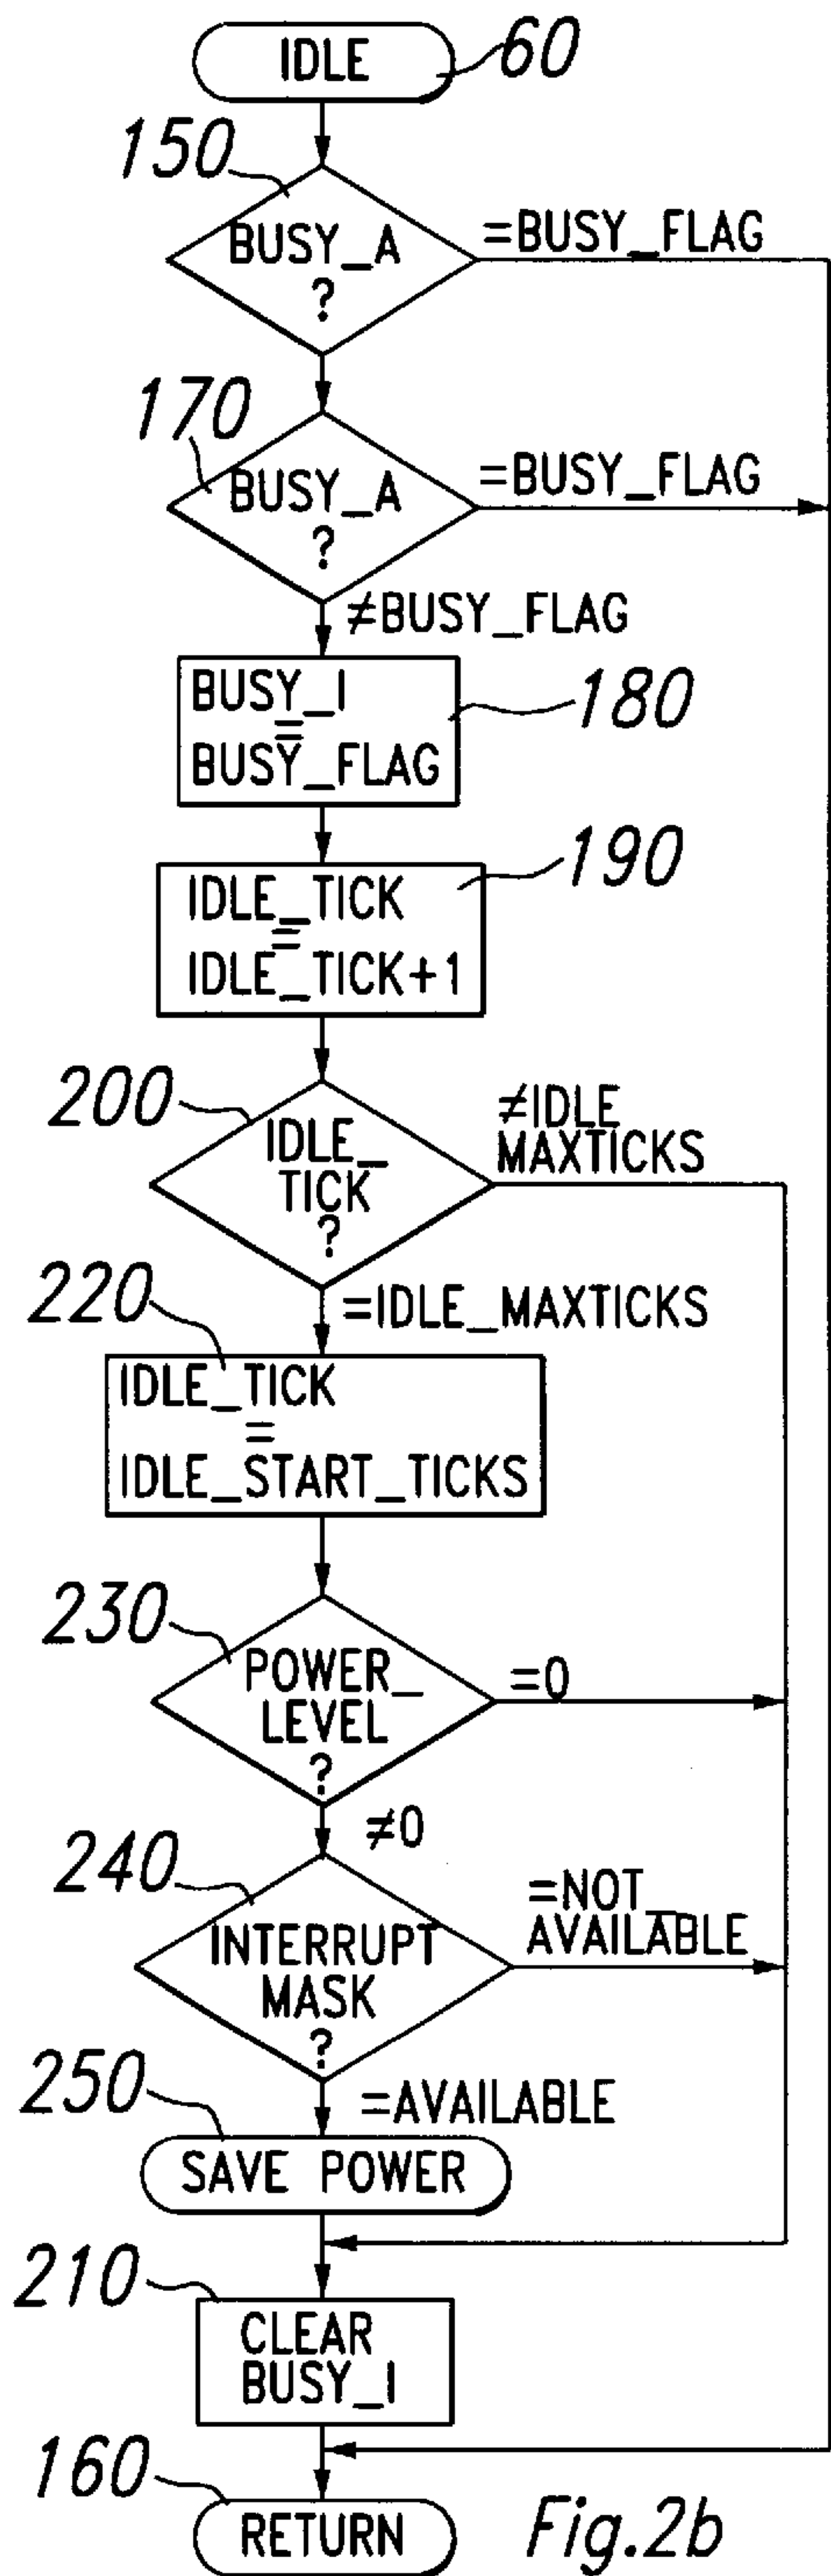 IDLE
60
150
BUSY_A
?
=BUSY_FLAG
170
BUSY_A
?
=BUSY_FLAG
≠BUSY_FLAG
BUSY_I
=
BUSY_FLAG
180
IDLE_TICK
=
IDLE_TICK+1
190
200
IDLE_
TICK
?
≠IDLE
MAXTICKS
=IDLE_MAXTICKS
220
IDLE_TICK
=
IDLE_START_TICKS
230
POWER_
LEVEL
?
=0
≠0
240
INTERRUPT
MASK
?
=NOT_
AVAILABLE
=AVAILABLE
250
SAVE POWER
210
CLEAR
BUSY_I
160
RETURN
Fig.2b